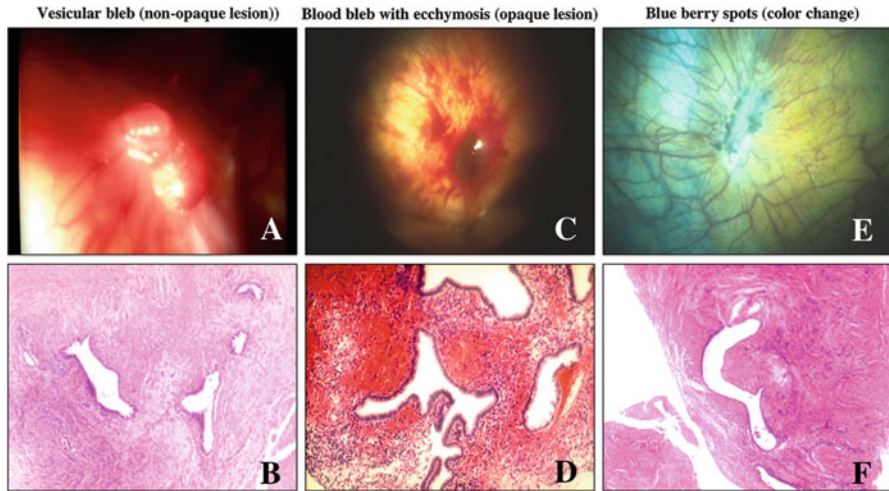 Vesicular bleb (non-opaque lesion))
Blood bleb with ecchymosis (opaque lesion)
Blue berry spots (color change)
A
C
E
B
D
F